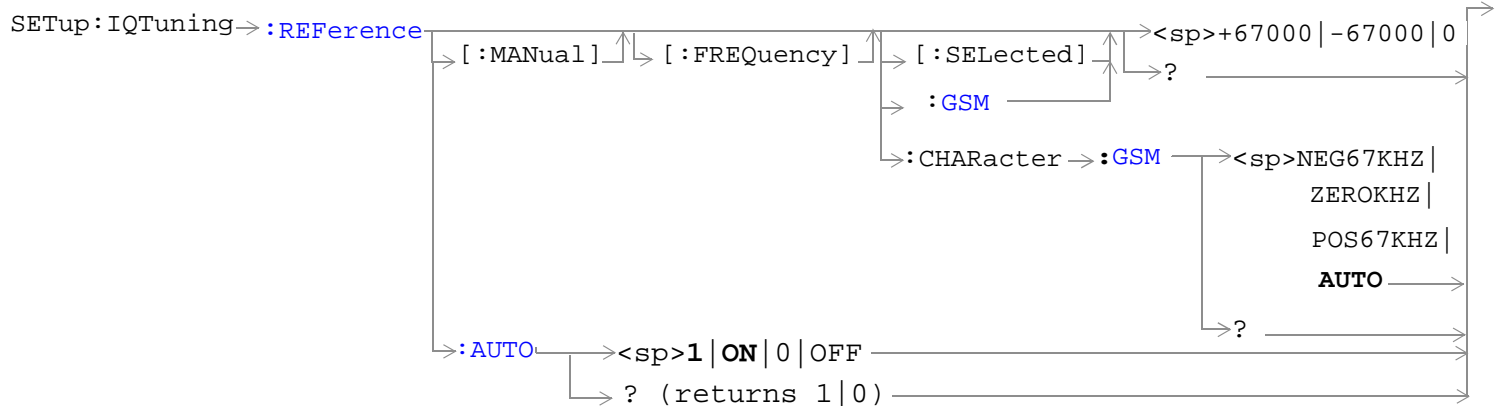 SETup:IQTuning :REFerence <sp>+67000|-67000|0
[:MANual] [:FREQuency] [:SELected] ?
:GSM
:CHARacter :GSM <sp>NEG67KHZ|
ZEROKHZ|
POS67KHZ|
AUTO
?
:AUTO <sp>1|ON|0|OFF
? (returns 1|0)